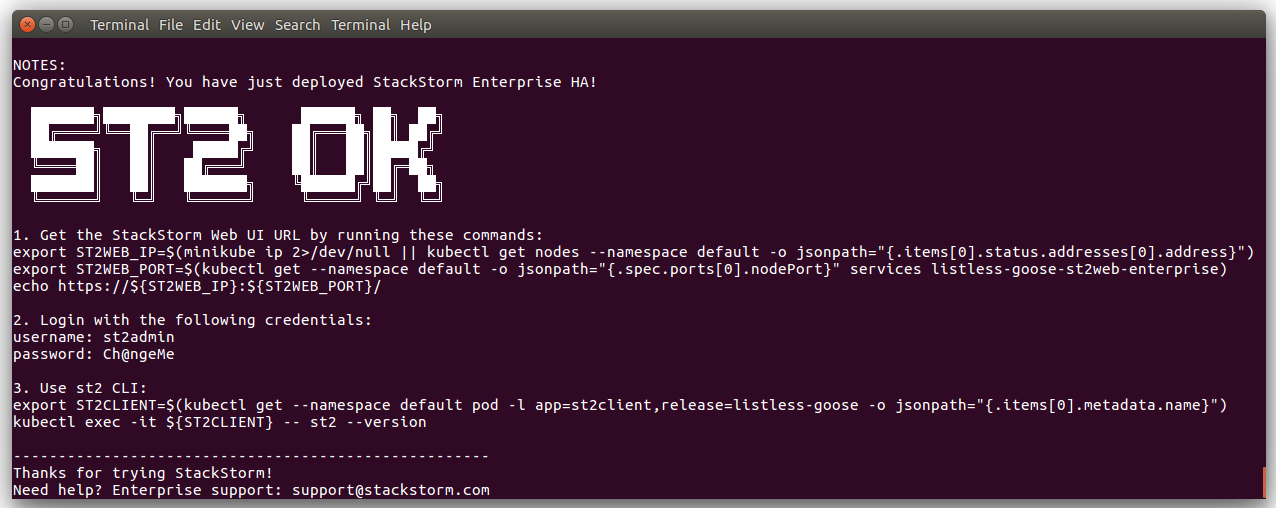 Terminal File Edit View Search Terminal Help
NOTES:
Congratulations! You have just deployed StackStorm Enterprise HA!
ST2 OK
1. Get the StackStorm Web UI URL by running these commands:
export ST2WEB_IP=$(minikube ip 2>/dev/null || kubectl get nodes --namespace default -o jsonpath="{.items[0].status.addresses[0].address}")
export ST2WEB_PORT=$(kubectl get --namespace default -o jsonpath="{.spec.ports[0].nodePort}" services listless-goose-st2web-enterprise)
echo https://${ST2WEB_IP}:${ST2WEB_PORT}/
2. Login with the following credentials:
username: st2admin
password: Ch@ngeMe
3. Use st2 CLI:
export ST2CLIENT=$(kubectl get --namespace default pod -l app=st2client,release=listless-goose -o jsonpath="{.items[0].metadata.name}")
kubectl exec -it ${ST2CLIENT} -- st2 --version
-----------------------------------------------------
Thanks for trying StackStorm!
Need help? Enterprise support: support@stackstorm.com